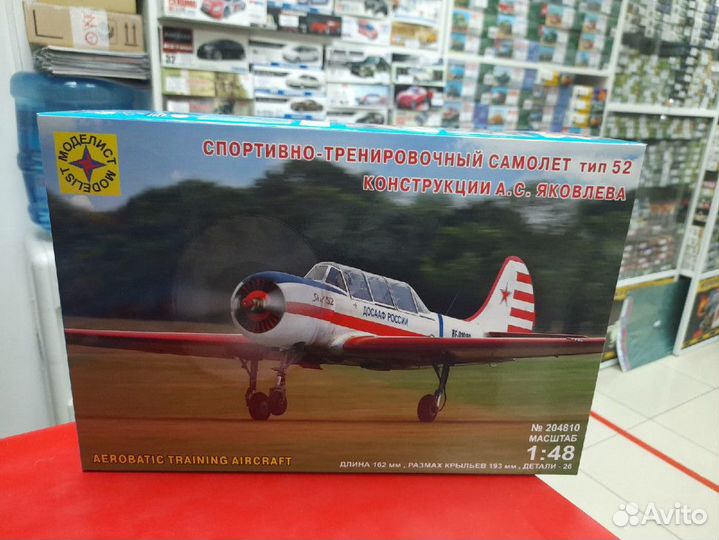 МОДЕЛИСТ
MODELIST
СПОРТИВНО-ТРЕНИРОВОЧНЫЙ САМОЛЕТ тип 52
КОНСТРУКЦИИ А.С. ЯКОВЛЕВА
ДОСААФ РОССИИ
№ 204810
МАСШТАБ
1:48
AEROBATIC TRAINING AIRCRAFT
ДЛИНА 162 мм , РАЗМАХ КРЫЛЬЕВ 193 мм , ДЕТАЛИ - 26
Avito